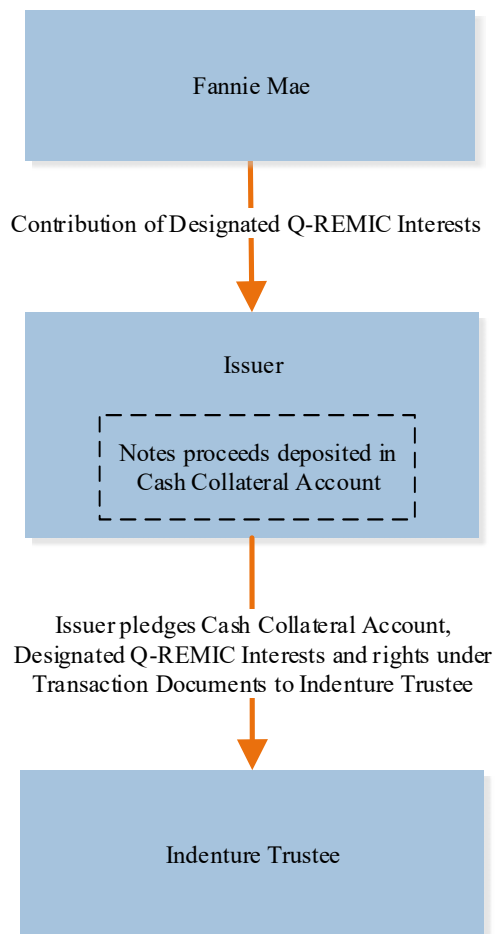 Fannie Mae
Contribution of Designated Q-REMIC Interests
Issuer
Notes proceeds deposited in
Cash Collateral Account
Issuer pledges Cash Collateral Account,
Designated Q-REMIC Interests and rights under
Transaction Documents to Indenture Trustee
Indenture Trustee